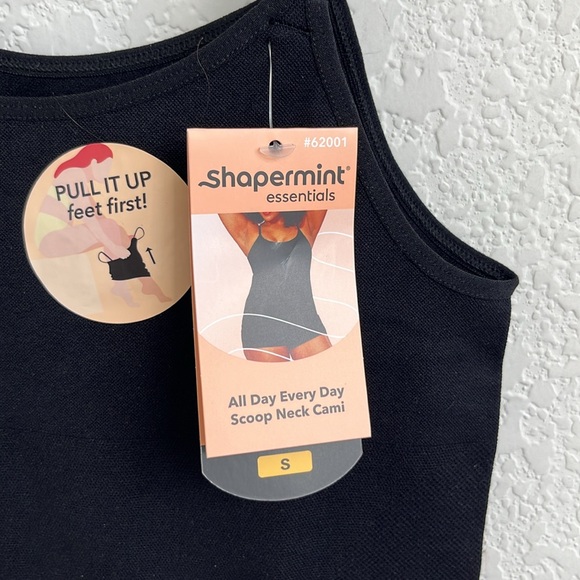 PULL IT UP
feet first!
#62001
Shapermint®
essentials
All Day Every Day
Scoop Neck Cami
S